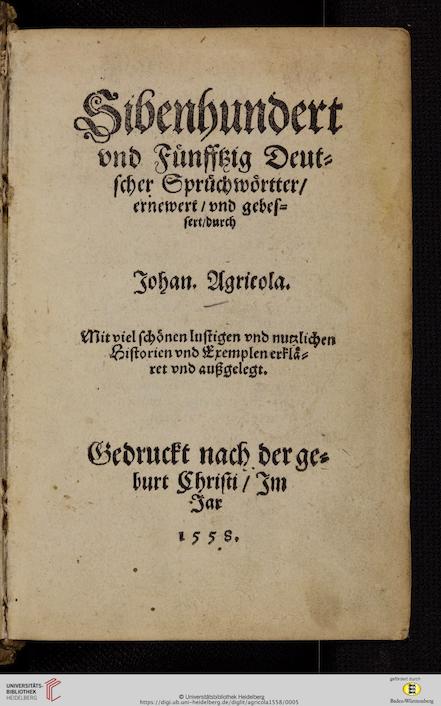 Sibenhundert
vnd Fünfftzig Deut=
scher Sprüchwörtter/
ernewert / vnd gebes=
sert/durch
Johan. Agricola.
Mit viel schönen lustigen vnd nutzlichen
Historien vnd Exemplen erklä=
ret vnd außgelegt.
Gedruckt nach der ge=
burt Christi / Im
Jar
1558.
UNIVERSITÄTS-
BIBLIOTHEK
HEIDELBERG
© Universitätsbibliothek Heidelberg
https://digi.ub.uni-heidelberg.de/diglit/agricola1558/0005
gefördert durch
Baden-Württemberg